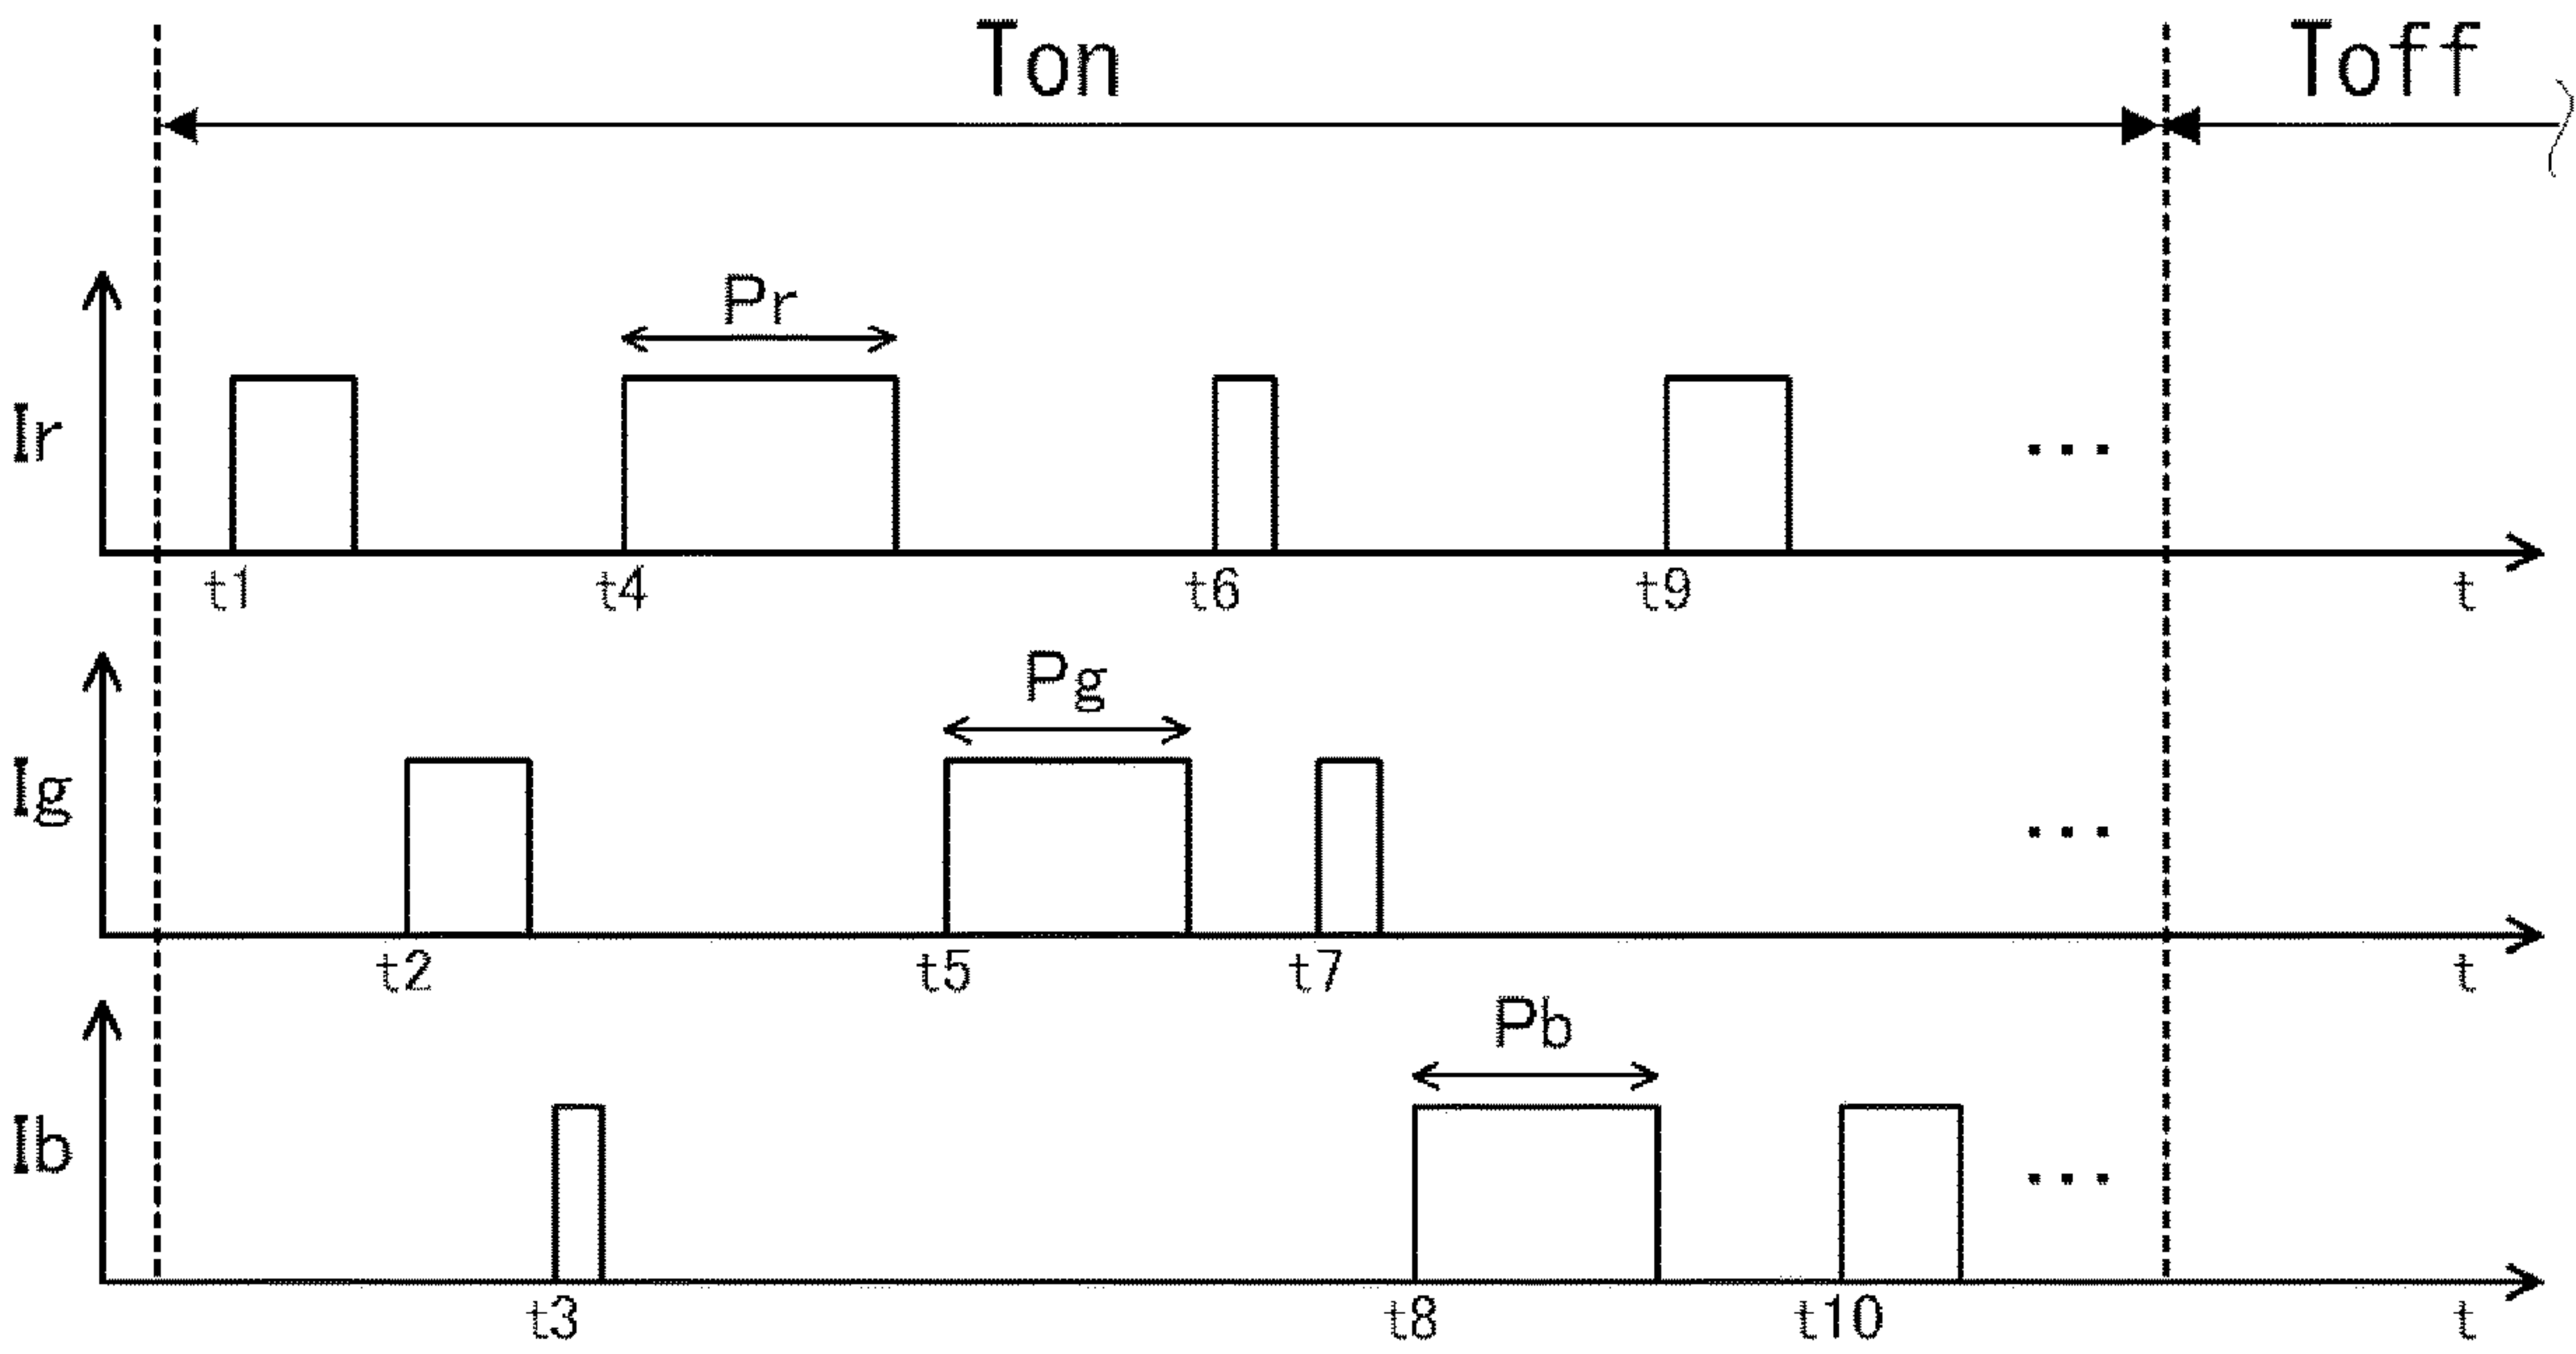 Ton Toff
Pr
Ir
...
t1 t4 t6 t9 t
Pg
Ig
...
t2 t5 t7 t
Pb
Ib
...
t3 t8 t10 t